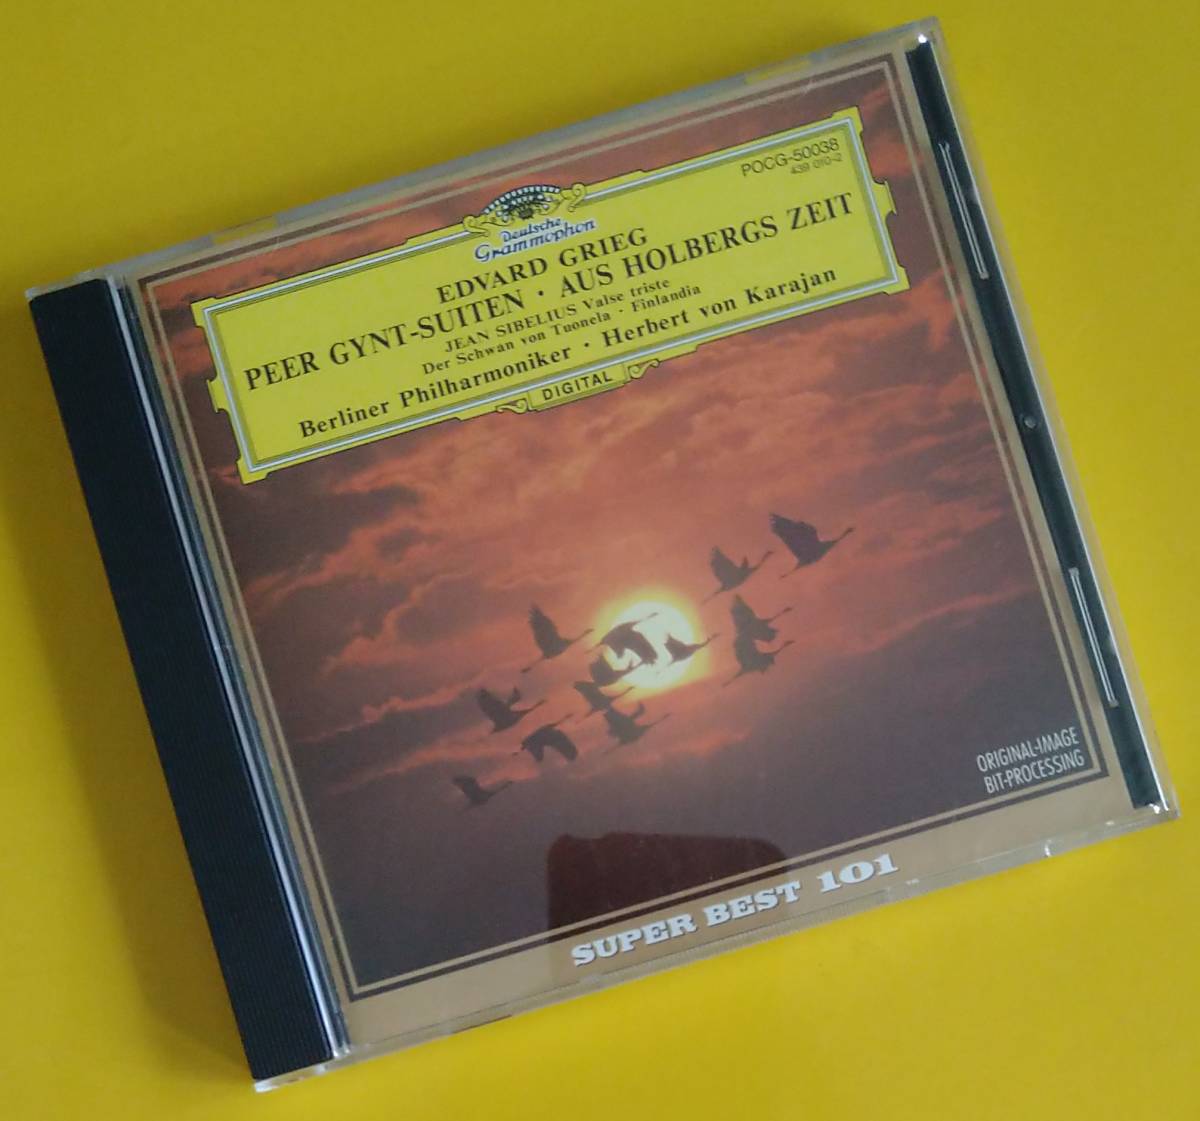 POCG-50038
439 010-2
Deutsche
Grammophon
EDVARD GRIEG
PEER GYNT-SUITEN · AUS HOLBERGS ZEIT
JEAN SIBELIUS Valse triste
Der Schwan von Tuonela · Finlandia
Berliner Philharmoniker · Herbert von Karajan
DIGITAL
ORIGINAL-IMAGE
BIT-PROCESSING
SUPER BEST 101
TM